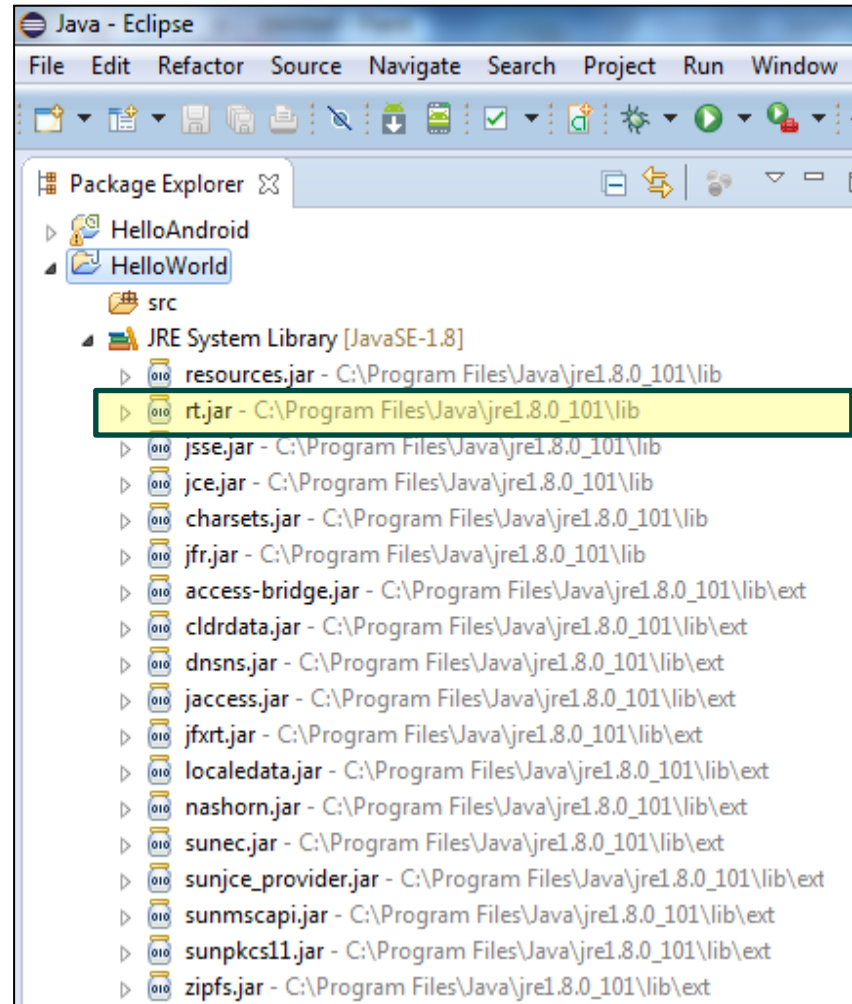 Java - Eclipse
File Edit Refactor Source Navigate Search Project Run Window
Package Explorer
HelloAndroid
HelloWorld
src
JRE System Library [JavaSE-1.8]
resources.jar - C:\Program Files\Java\jre1.8.0_101\lib
rt.jar - C:\Program Files\Java\jre1.8.0_101\lib
jsse.jar - C:\Program Files\Java\jre1.8.0_101\lib
jce.jar - C:\Program Files\Java\jre1.8.0_101\lib
charsets.jar - C:\Program Files\Java\jre1.8.0_101\lib
jfr.jar - C:\Program Files\Java\jre1.8.0_101\lib
access-bridge.jar - C:\Program Files\Java\jre1.8.0_101\lib\ext
cldrdata.jar - C:\Program Files\Java\jre1.8.0_101\lib\ext
dnsns.jar - C:\Program Files\Java\jre1.8.0_101\lib\ext
jaccess.jar - C:\Program Files\Java\jre1.8.0_101\lib\ext
jfxrt.jar - C:\Program Files\Java\jre1.8.0_101\lib\ext
localedata.jar - C:\Program Files\Java\jre1.8.0_101\lib\ext
nashorn.jar - C:\Program Files\Java\jre1.8.0_101\lib\ext
sunec.jar - C:\Program Files\Java\jre1.8.0_101\lib\ext
sunjce_provider.jar - C:\Program Files\Java\jre1.8.0_101\lib\ext
sunmscapi.jar - C:\Program Files\Java\jre1.8.0_101\lib\ext
sunpkcs11.jar - C:\Program Files\Java\jre1.8.0_101\lib\ext
zipfs.jar - C:\Program Files\Java\jre1.8.0_101\lib\ext